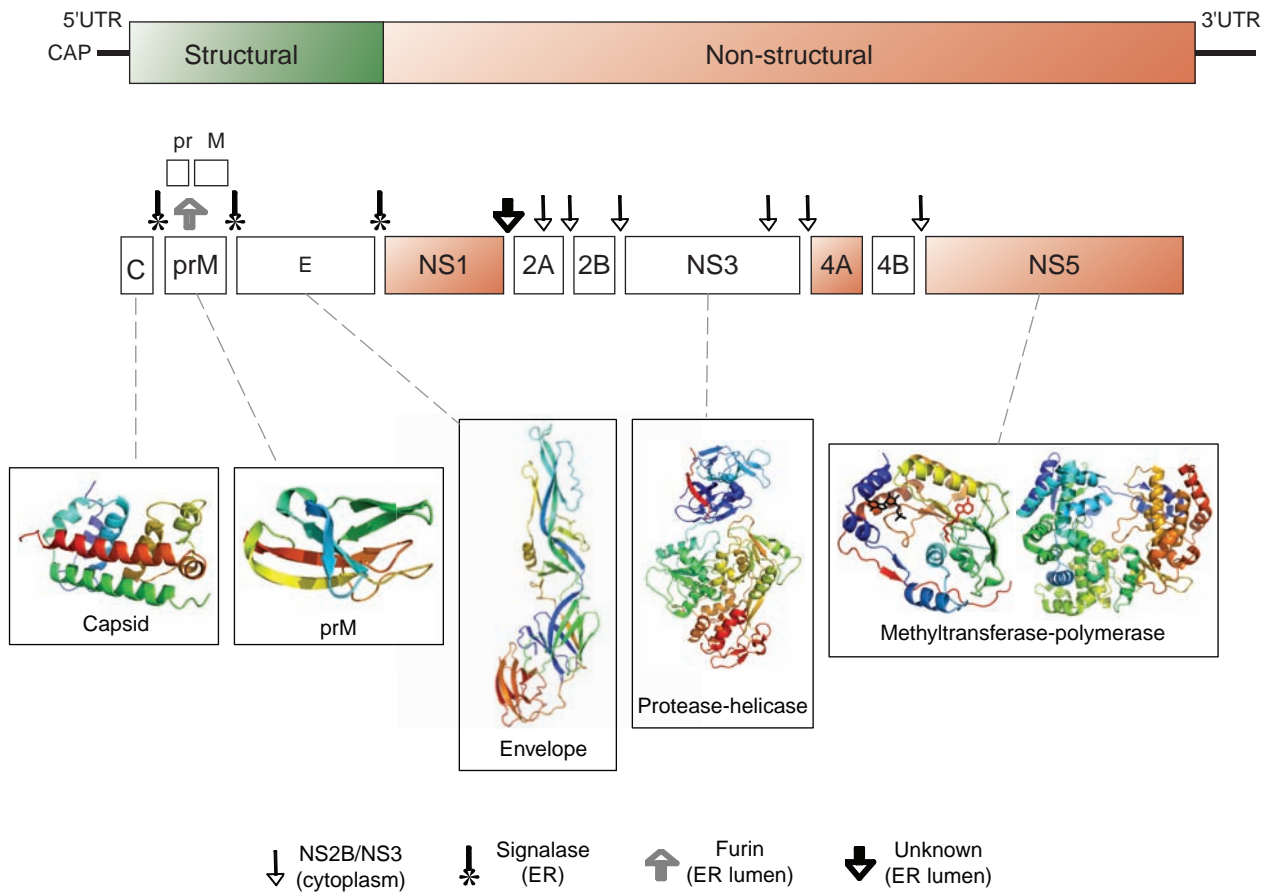 5'UTR
3'UTR
CAP
Structural
Non-structural
pr M
C
prM
E
NS1
2A
2B
NS3
4A
4B
NS5
Capsid
prM
Envelope
Protease-helicase
Methyltransferase-polymerase
NS2B/NS3
(cytoplasm)
Signalase
(ER)
Furin
(ER lumen)
Unknown
(ER lumen)